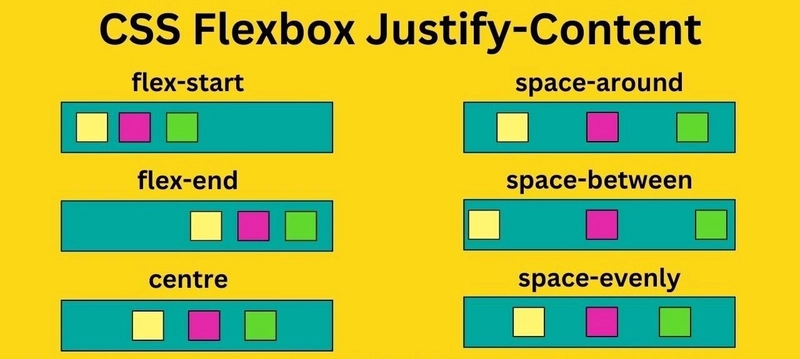 CSS Flexbox Justify-Content
flex-start
space-around
flex-end
space-between
centre
space-evenly